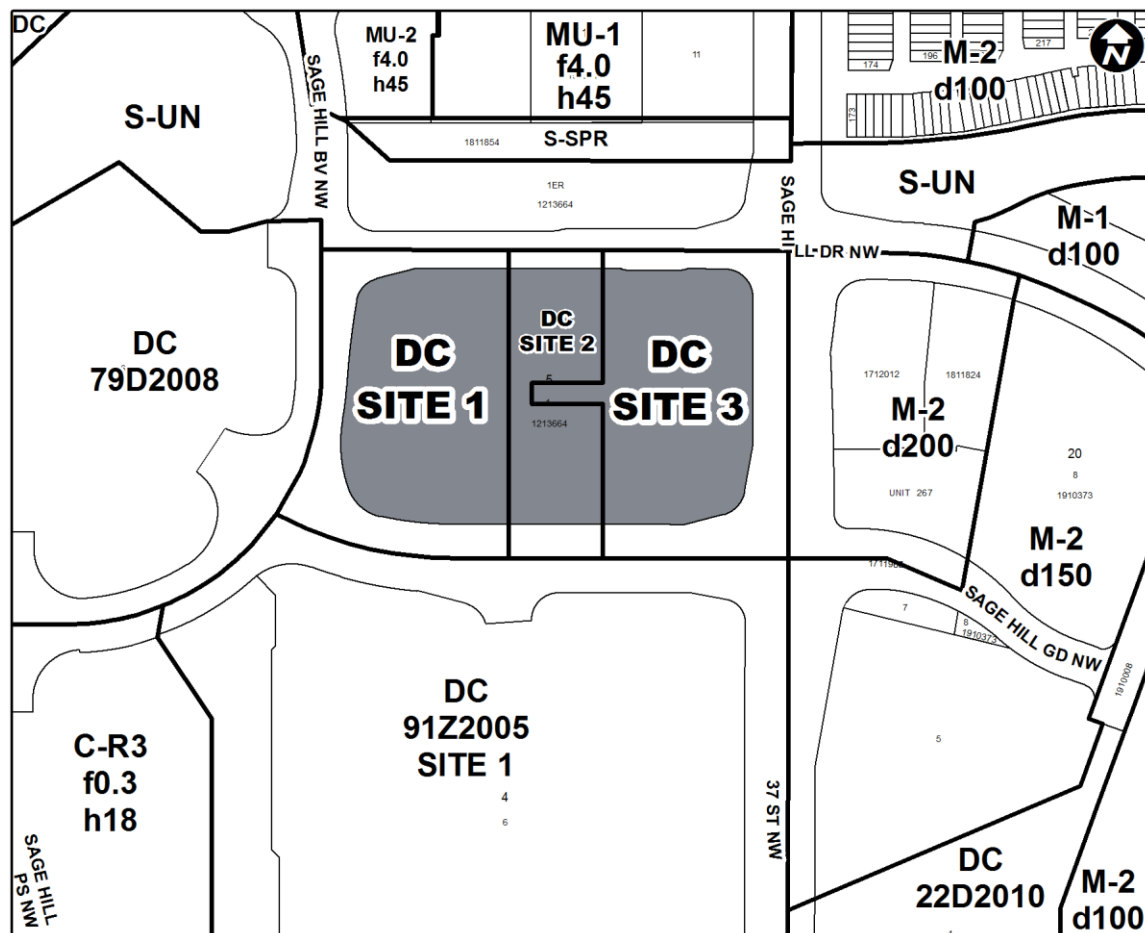 DC
MU-2
f4.0
h45
MU-1
f4.0
h45
11
174
196
217
M-2
d100
173
N
S-UN
SAGE HILL BV NW
1811854
S-SPR
1ER
1213664
SAGE HILL DR NW
S-UN
M-1
d100
DC
79D2008
DC
SITE 1
DC
SITE 2
5
1213664
DC
SITE 3
1712012
1811824
M-2
d200
UNIT 267
20
8
1910373
M-2
d150
SAGE HILL GD NW
7
8
1910373
1910008
DC
91Z2005
SITE 1
4
6
C-R3
f0.3
h18
SAGE HILL
PS NW
37 ST NW
5
DC
22D2010
M-2
d100